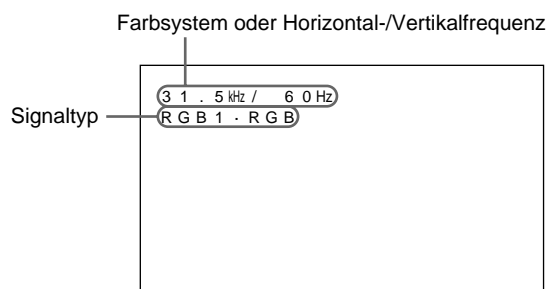 Farbsystem oder Horizontal-/Vertikalfrequenz
31.5kHz/ 60Hz
Signaltyp
RGB1·RGB